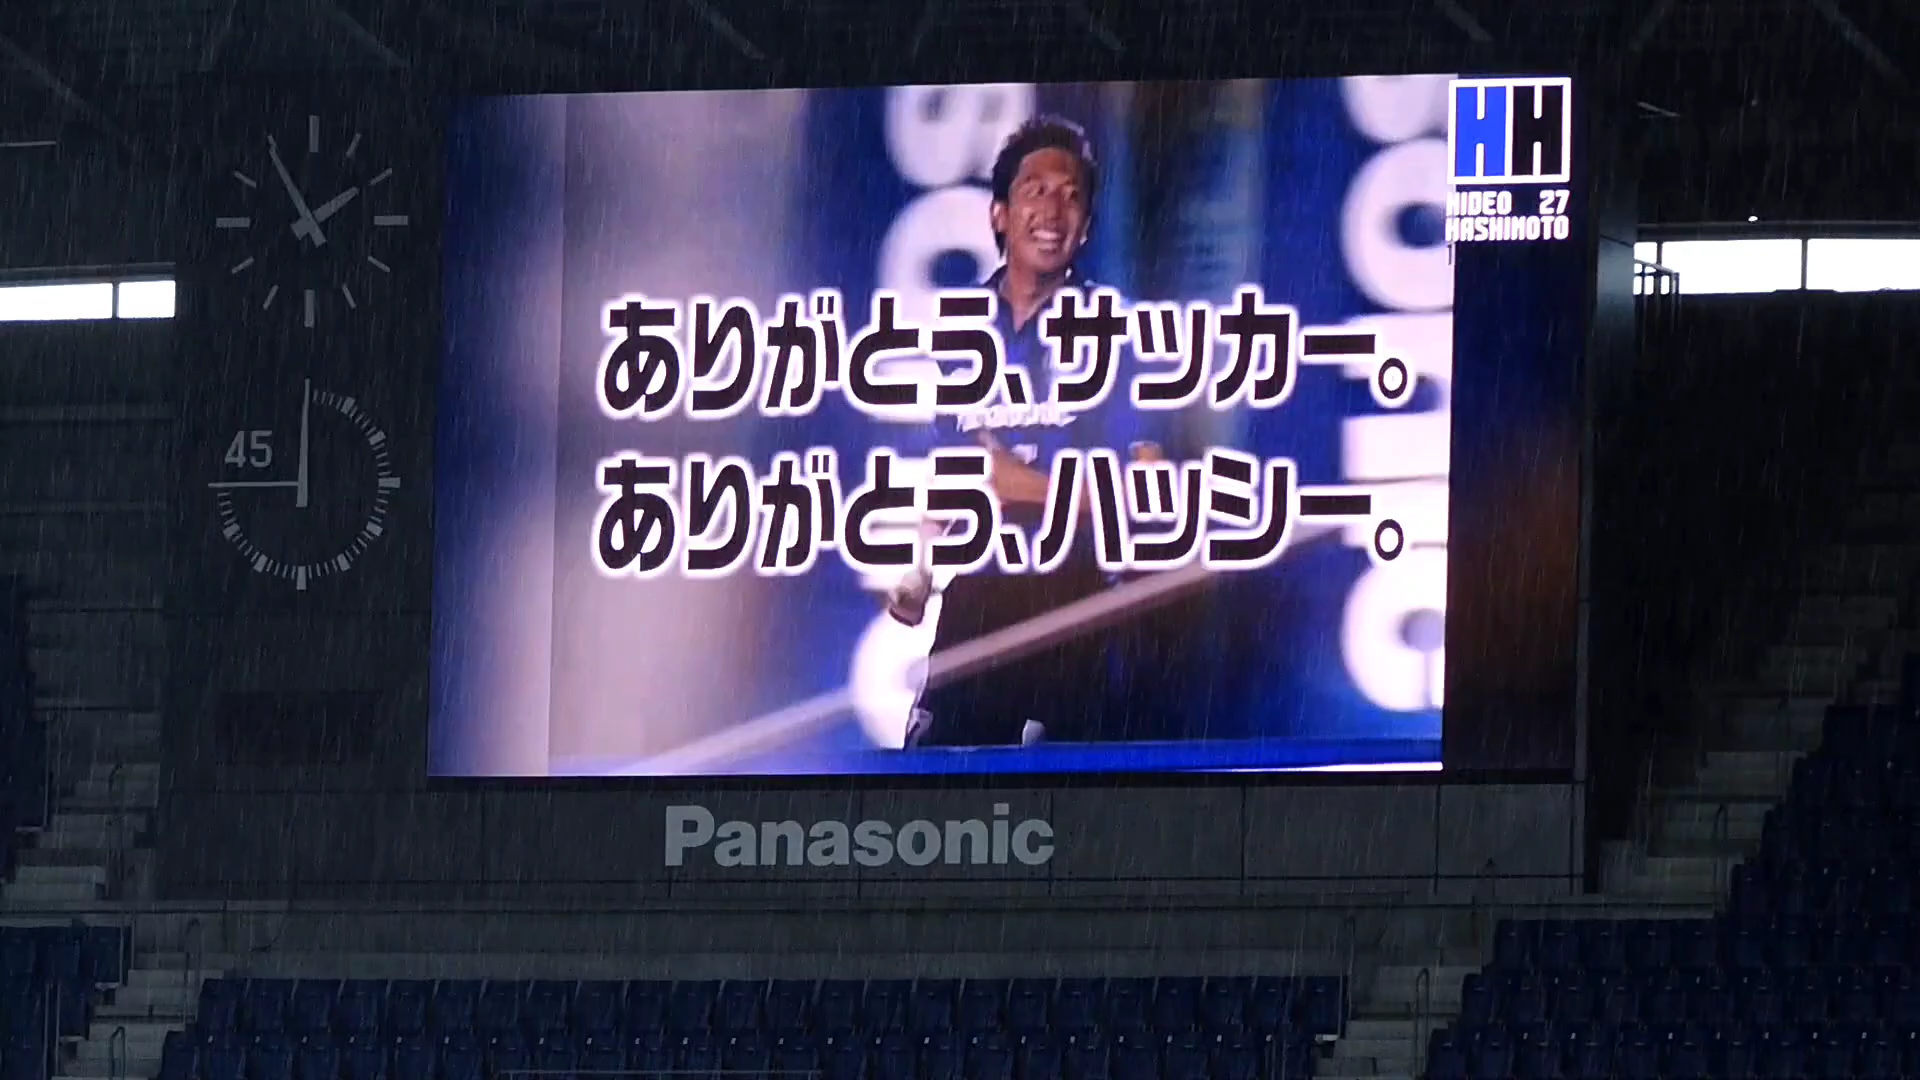 HH
HIDEO 27
HASHIMOTO
ありがとう、サッカー。
ありがとう、ハッシー。
45
Panasonic